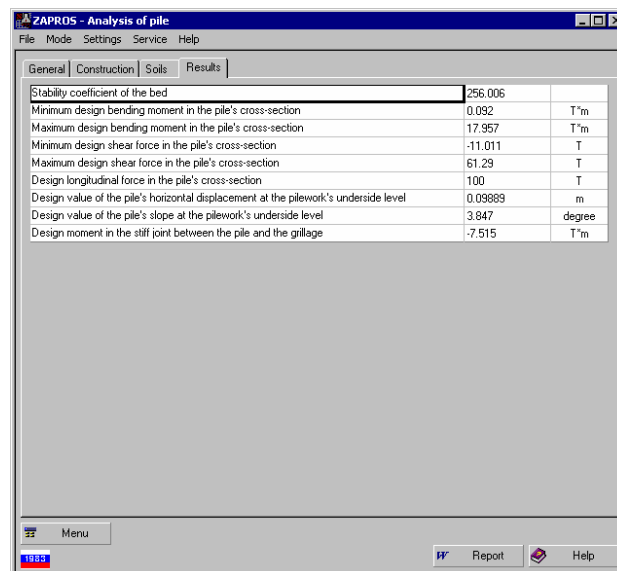 ZAPROS - Analysis of pile
File Mode Settings Service Help
General Construction Soils Results
Stability coefficient of the bed 256.006
Minimum design bending moment in the pile's cross-section 0.092 T*m
Maximum design bending moment in the pile's cross-section 17.957 T*m
Minimum design shear force in the pile's cross-section -11.011 T
Maximum design shear force in the pile's cross-section 61.29 T
Design longitudinal force in the pile's cross-section 100 T
Design value of the pile's horizontal displacement at the pilework's underside level 0.09889 m
Design value of the pile's slope at the pilework's underside level 3.847 degree
Design moment in the stiff joint between the pile and the grillage -7.515 T*m
Menu
1983
W Report Help